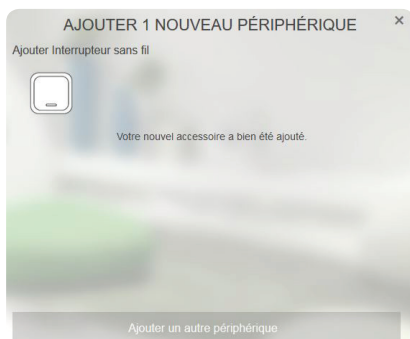 AJOUTER 1 NOUVEAU PÉRIPHÉRIQUE ×
Ajouter Interrupteur sans fil
Votre nouvel accessoire a bien été ajouté.
Ajouter un autre périphérique